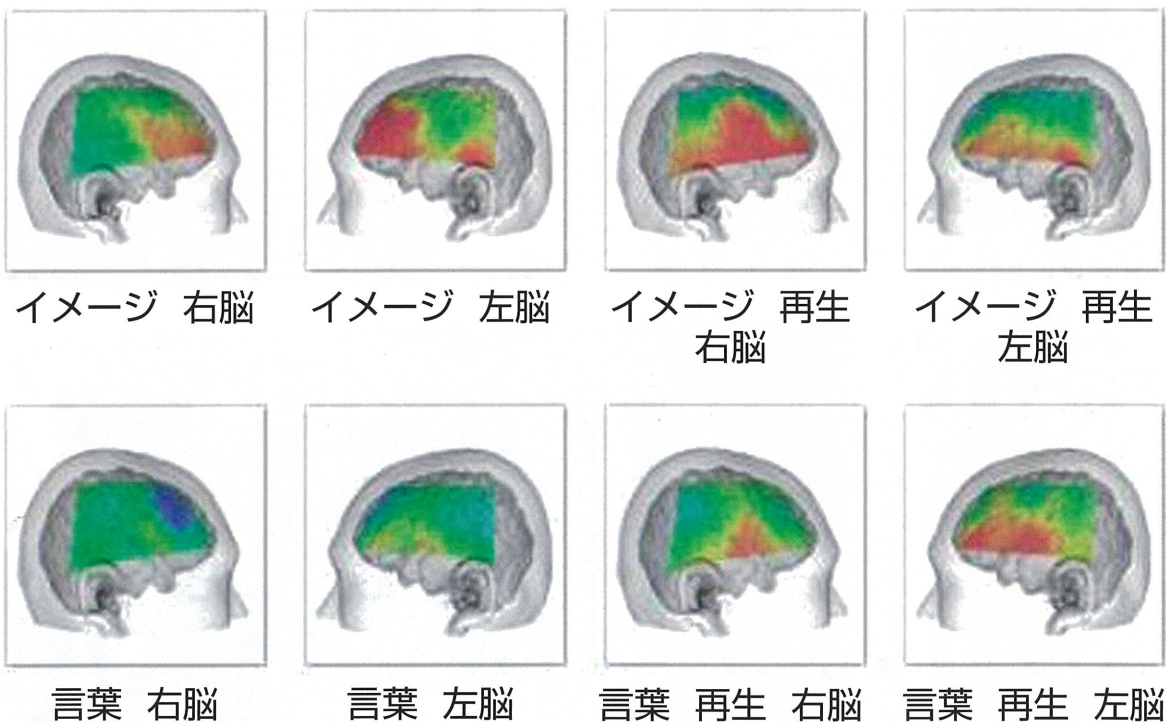 イメージ 右脳
イメージ 左脳
イメージ 再生
右脳
イメージ 再生
左脳
言葉 右脳
言葉 左脳
言葉 再生 右脳
言葉 再生 左脳